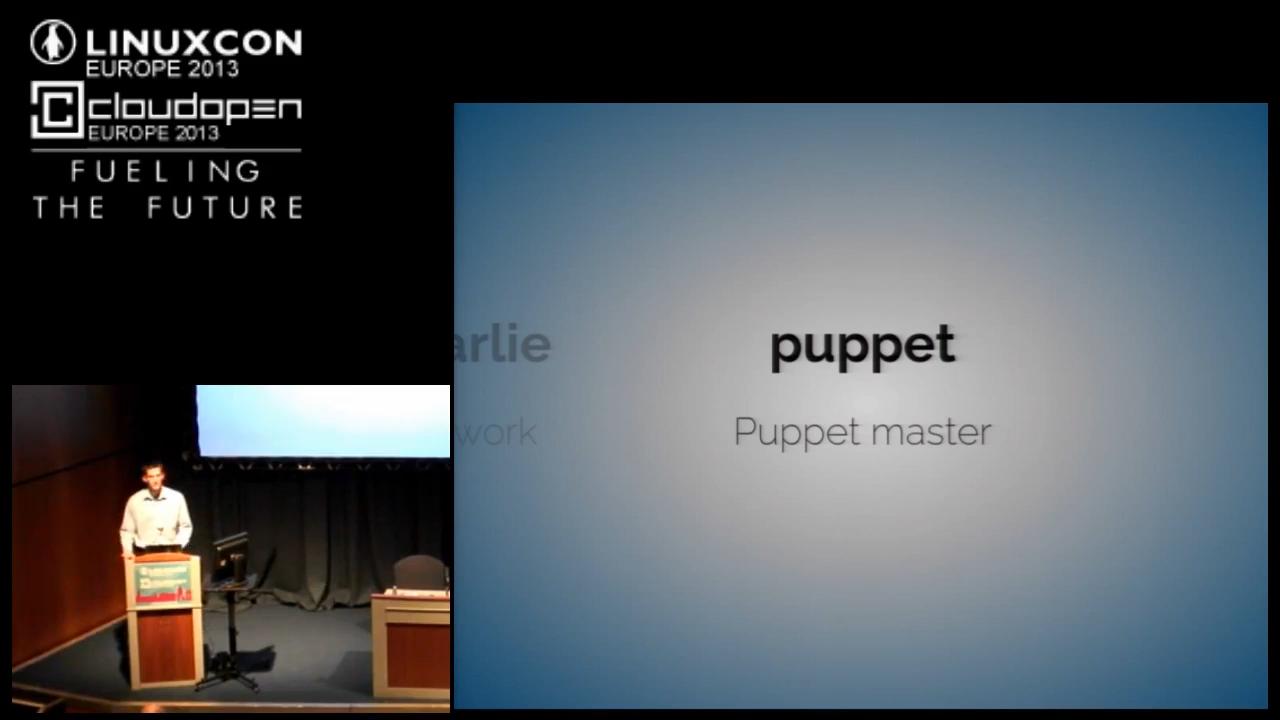 LINUXCON
EUROPE 2013
cloudopen
EUROPE 2013
FUELING
THE FUTURE
arlie
puppet
work
Puppet master